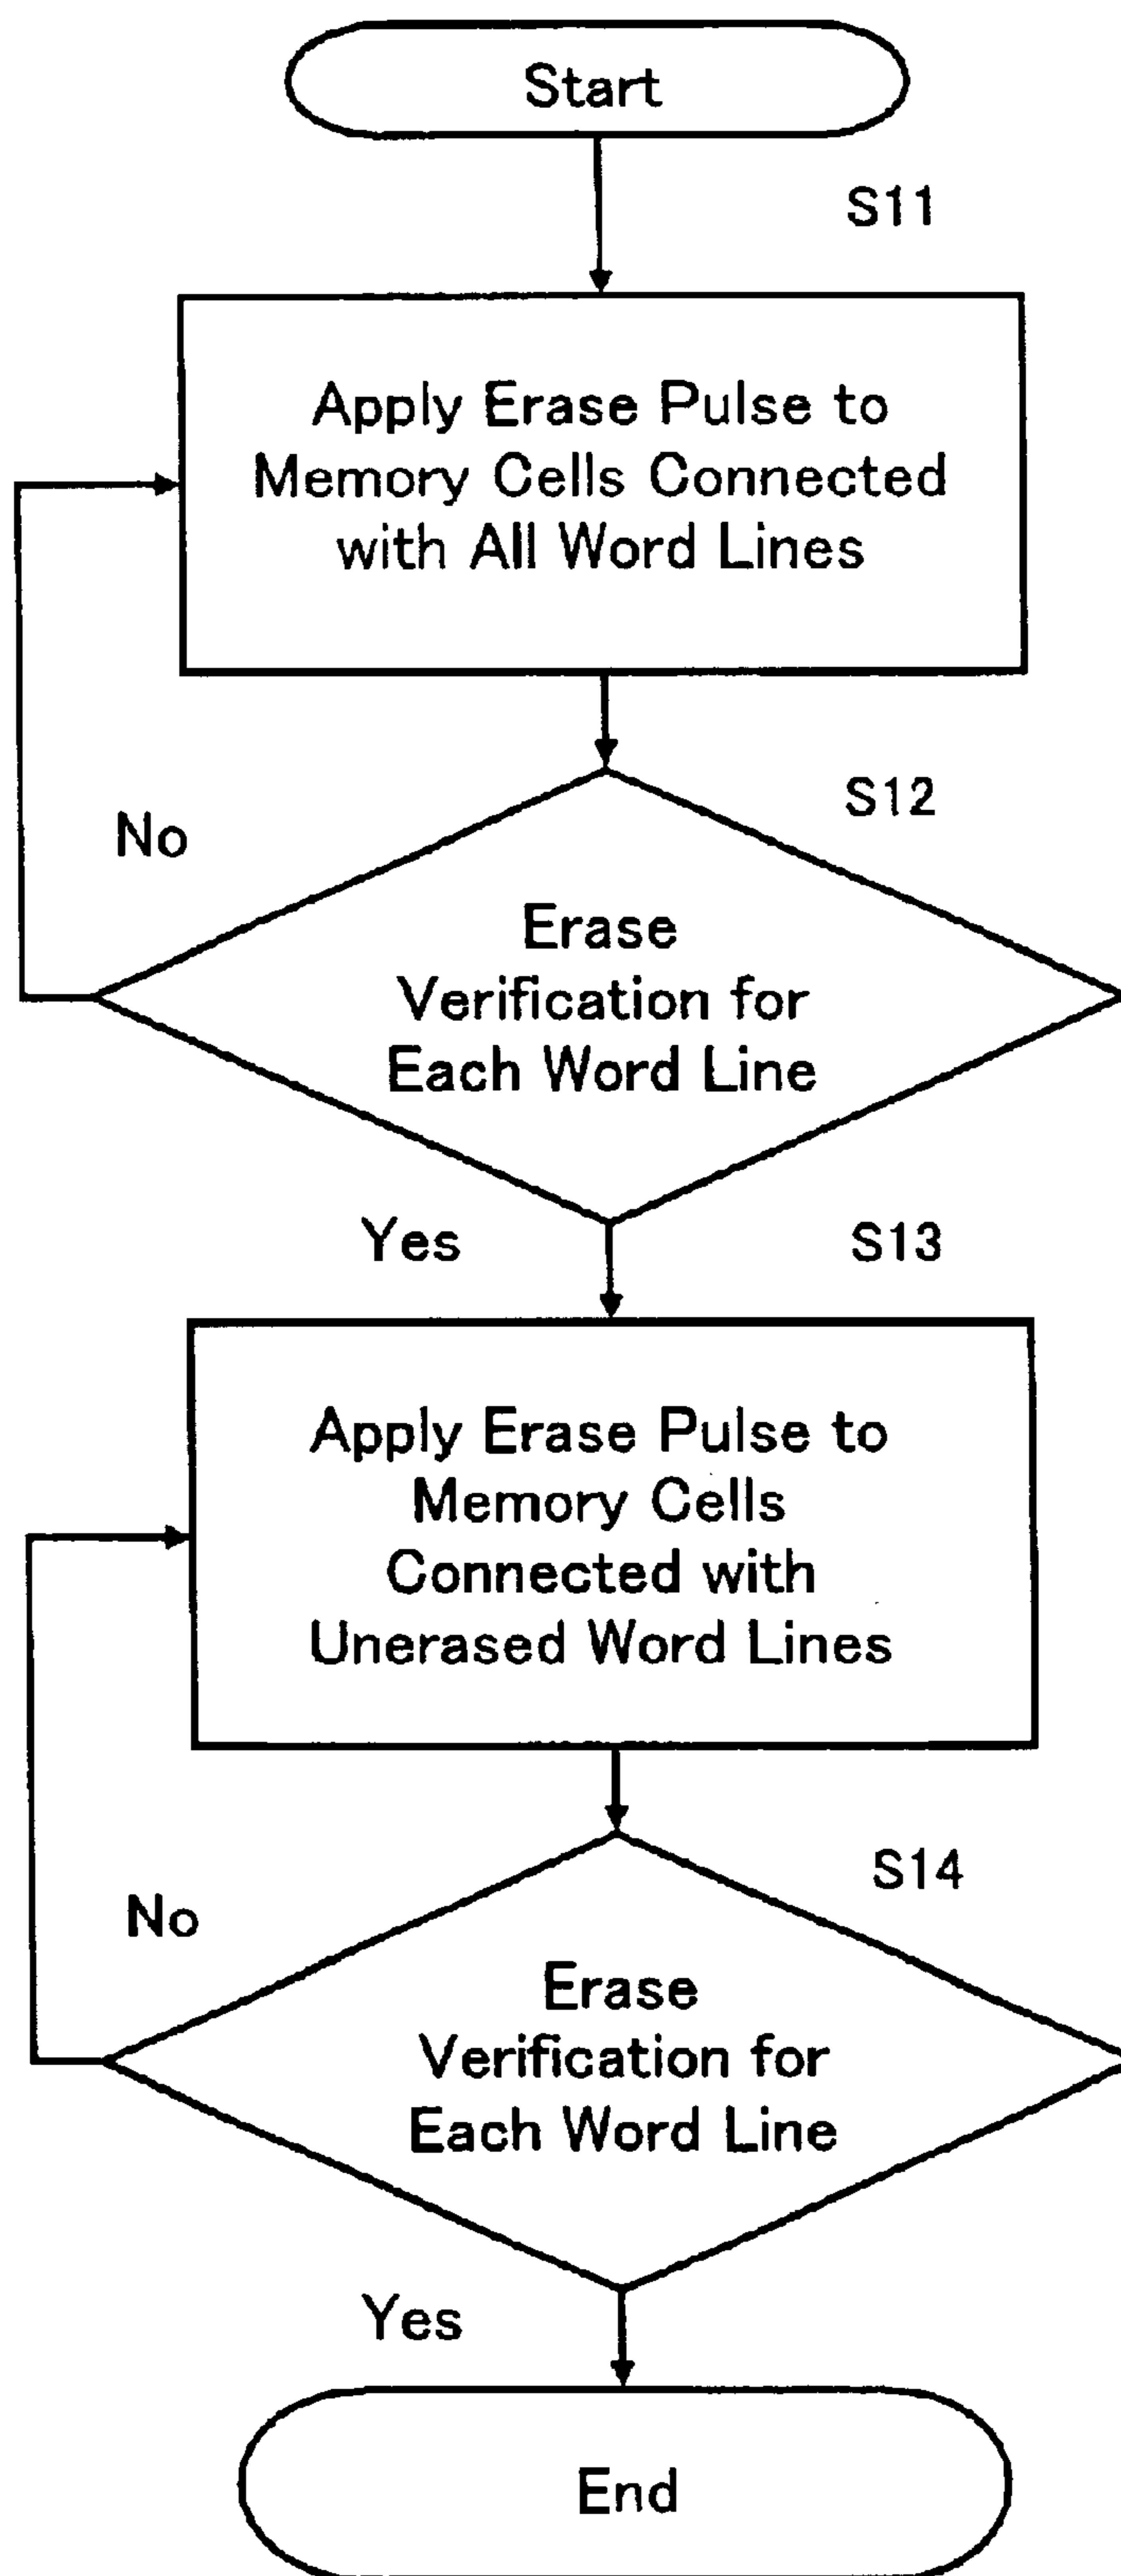 Start
S11
Apply Erase Pulse to
Memory Cells Connected
with All Word Lines
S12
No
Erase
Verification for
Each Word Line
Yes
S13
Apply Erase Pulse to
Memory Cells
Connected with
Unerased Word Lines
S14
No
Erase
Verification for
Each Word Line
Yes
End